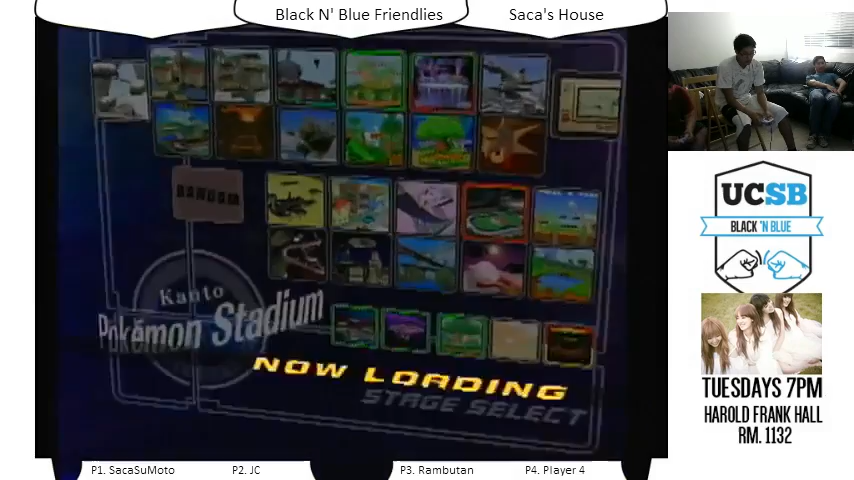 Black N' Blue Friendlies
Saca's House
RANDOM
Kanto
Pokémon Stadium
NOW LOADING
STAGE SELECT
UCSB
BLACK 'N BLUE
TUESDAYS 7PM
HAROLD FRANK HALL
RM. 1132
P1. SacaSuMoto
P2. JC
P3. Rambutan
P4. Player 4